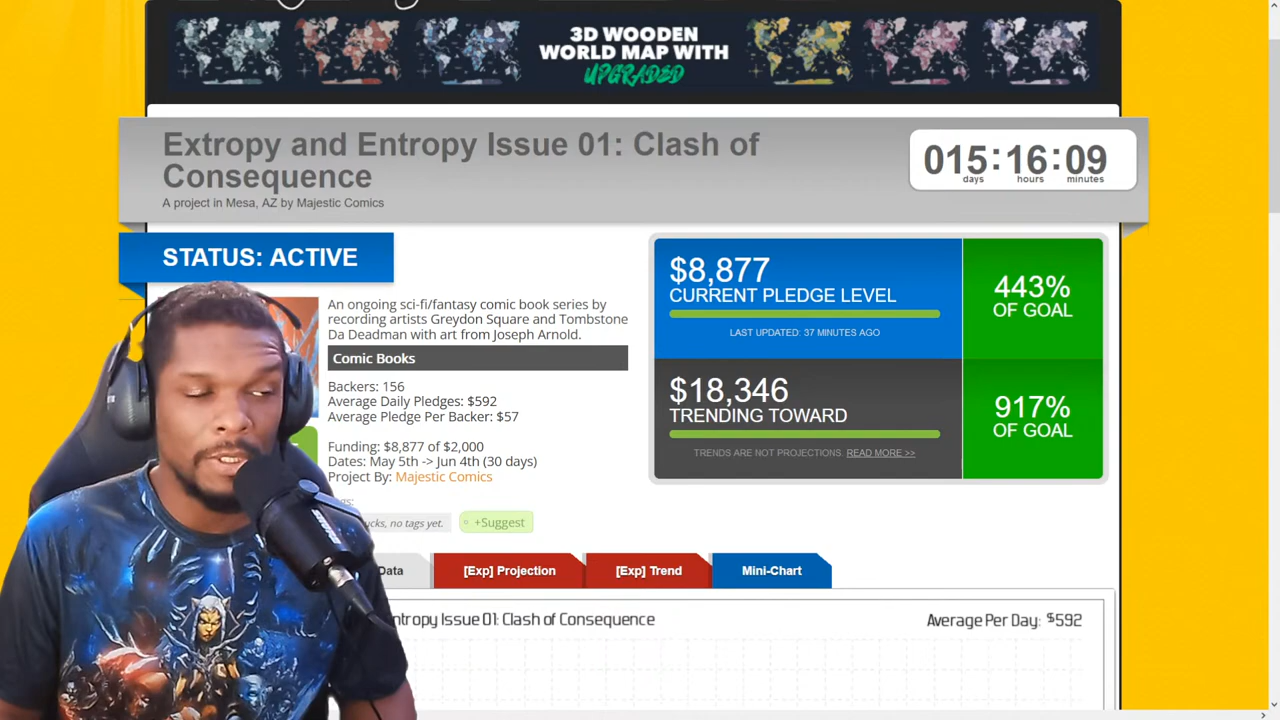 3D WOODEN
WORLD MAP WITH
UPGRADED
Extropy and Entropy Issue 01: Clash of
Consequence
A project in Mesa, AZ by Majestic Comics
015:16:09
days hours minutes
STATUS: ACTIVE
An ongoing sci-fi/fantasy comic book series by
recording artists Greydon Square and Tombstone
Da Deadman with art from Joseph Arnold.
Comic Books
Backers: 156
Average Daily Pledges: $592
Average Pledge Per Backer: $57
Funding: $8,877 of $2,000
Dates: May 5th -> Jun 4th (30 days)
Project By: Majestic Comics
ucks, no tags yet.
+Suggest
$8,877
CURRENT PLEDGE LEVEL
LAST UPDATED: 37 MINUTES AGO
443%
OF GOAL
$18,346
TRENDING TOWARD
TRENDS ARE NOT PROJECTIONS. READ MORE >>
917%
OF GOAL
Data
[Exp] Projection
[Exp] Trend
Mini-Chart
ntropy Issue 01: Clash of Consequence
Average Per Day: $592